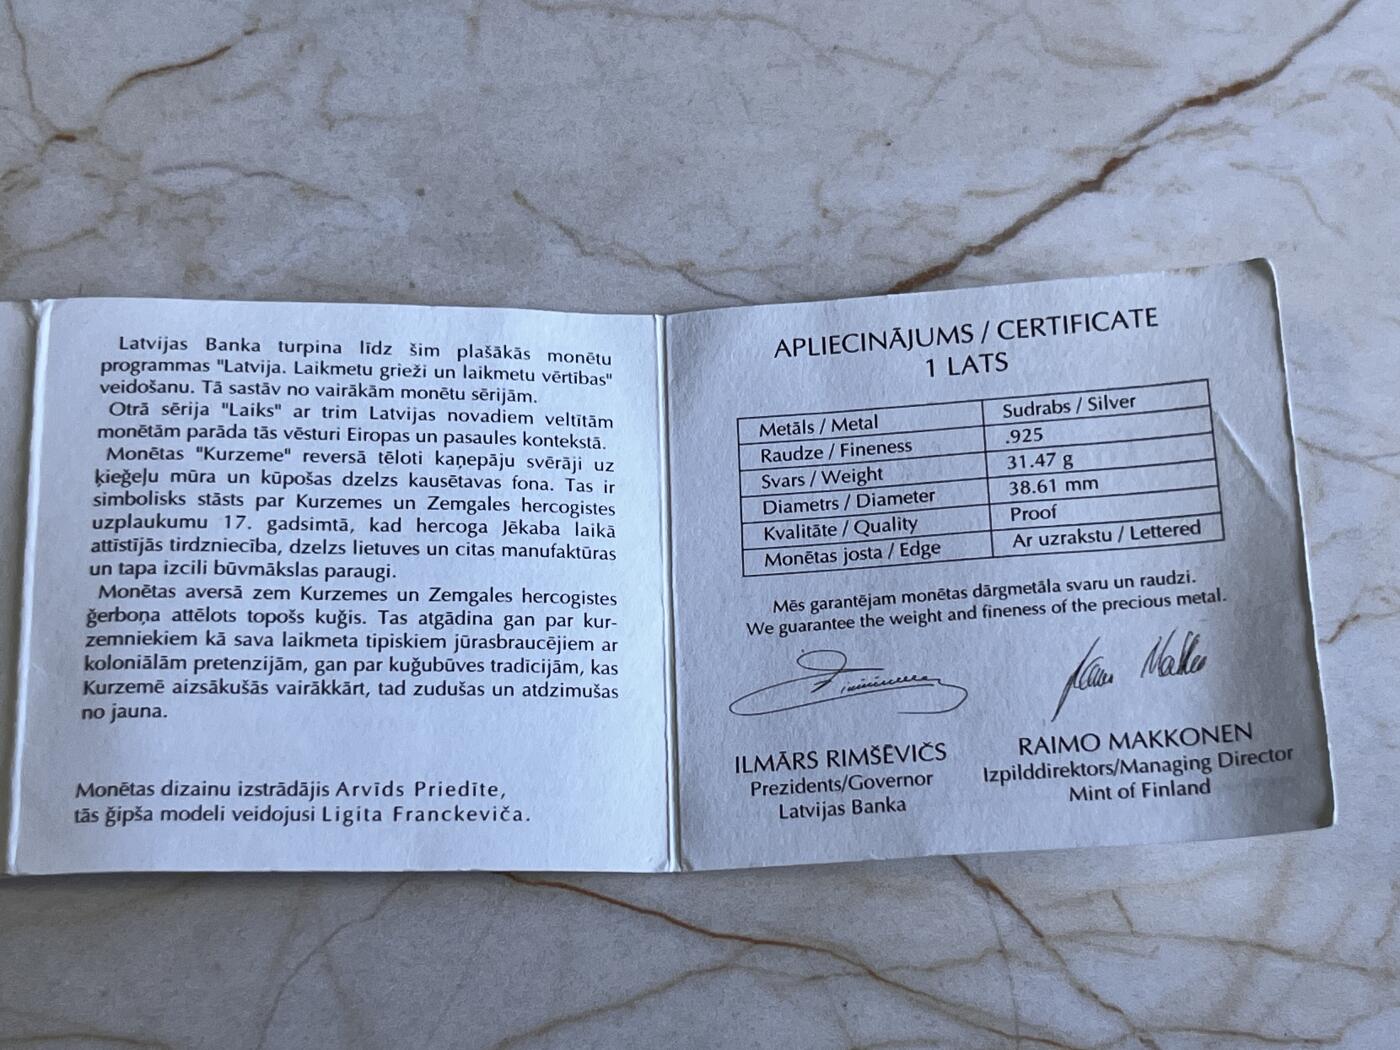 Latvijas Banka turpina līdz šim plašākās monētu
programmas "Latvija. Laikmetu grieži un laikmetu vērtības"
veidošanu. Tā sastāv no vairākām monētu sērijām.
Otrā sērija "Laiks" ar trim Latvijas novadiem veltītām
monētām parāda tās vēsturi Eiropas un pasaules kontekstā.
Monētas "Kurzeme" reversā tēloti kaņepāju svērāji uz
ķieģeļu mūra un kūpošas dzelzs kausētavas fona. Tas ir
simbolisks stāsts par Kurzemes un Zemgales hercogistes
uzplaukumu 17. gadsimtā, kad hercoga Jēkaba laikā
attīstījās tirdzniecība, dzelzs lietuves un citas manufaktūras
un tapa izcili būvmākslas paraugi.
Monētas aversā zem Kurzemes un Zemgales hercogistes
ģerboņa attēlots topošs kuģis. Tas atgādina gan par kur-
zemniekiem kā sava laikmeta tipiskiem jūrasbraucējiem ar
koloniālām pretenzijām, gan par kuģubūves tradīcijām, kas
Kurzemē aizsākušās vairākkārt, tad zudušas un atdzimušas
no jauna.
Monētas dizainu izstrādājis Arvīds Priedīte,
tās ģipša modeli veidojusi Ligita Franckeviča.
APLIECINĀJUMS / CERTIFICATE
1 LATS
Metāls / Metal Sudrabs / Silver
Raudze / Fineness .925
Svars / Weight 31.47 g
Diametrs / Diameter 38.61 mm
Kvalitāte / Quality Proof
Monētas josta / Edge Ar uzrakstu / Lettered
Mēs garantējam monētas dārgmetāla svaru un raudzi.
We guarantee the weight and fineness of the precious metal.
ILMĀRS RIMŠĒVIČS
Prezidents/Governor
Latvijas Banka
RAIMO MAKKONEN
Izpilddirektors/Managing Director
Mint of Finland